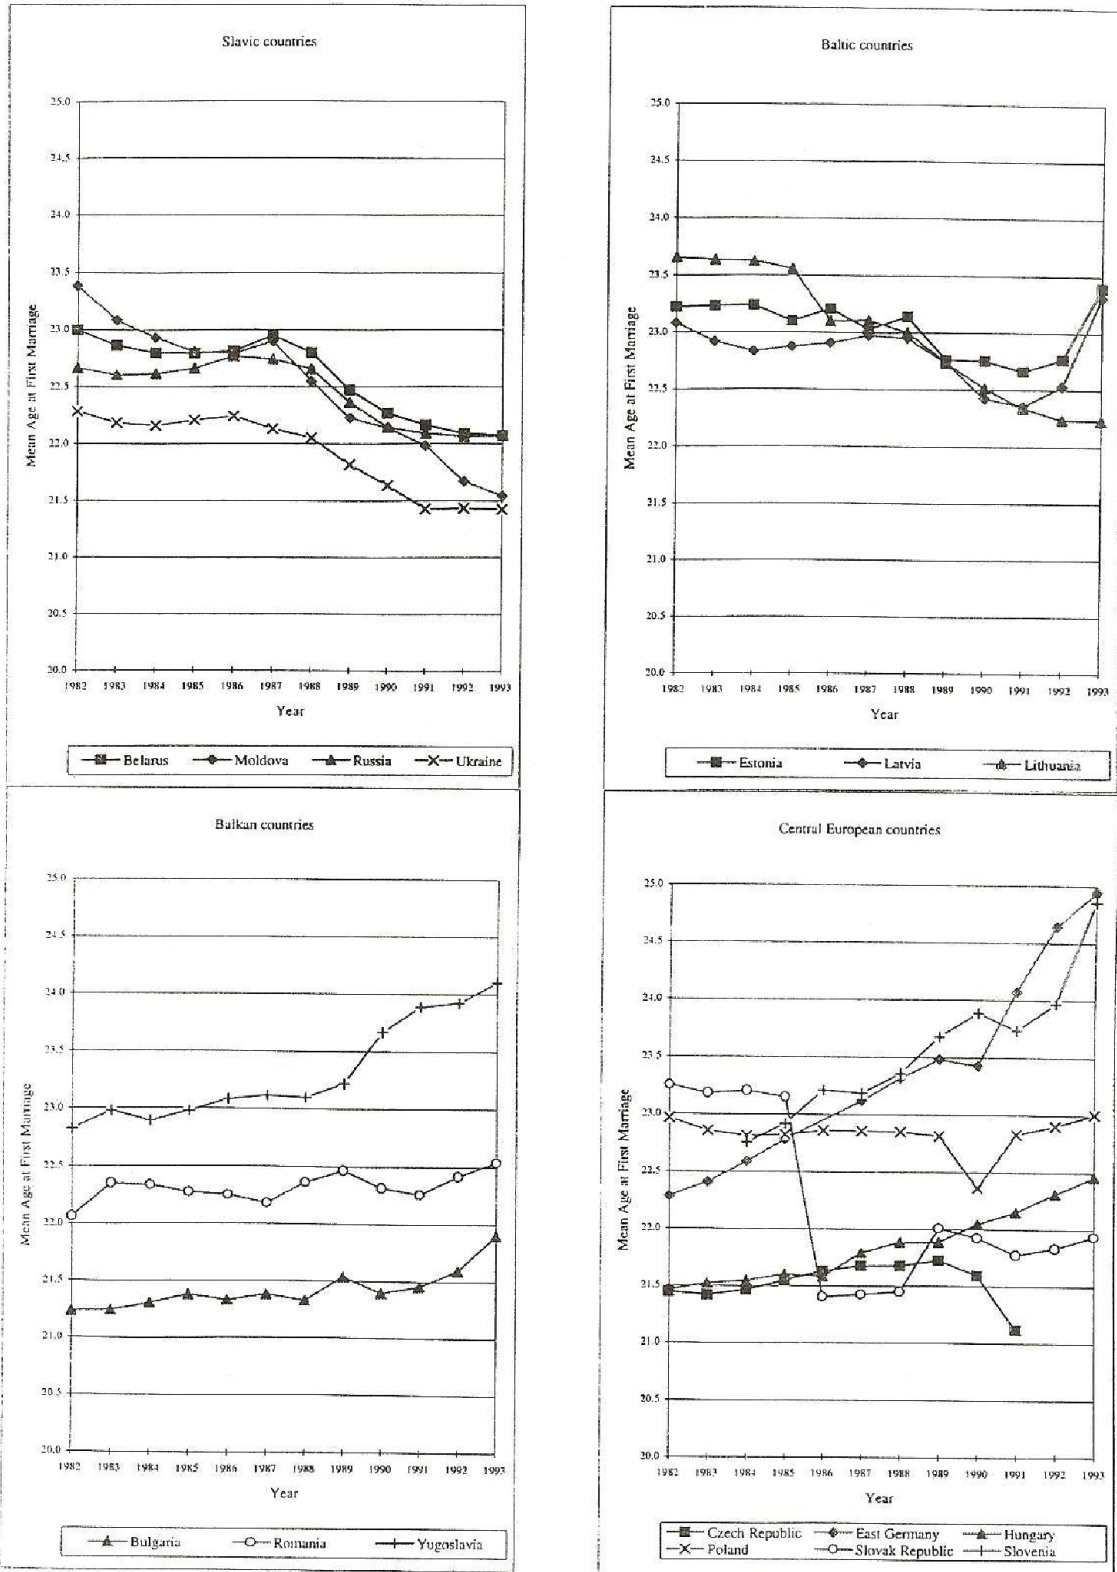 Slavic countries
Mean Age at First Marriage
25.0
24.5
24.0
23.5
23.0
22.5
22.0
21.5
21.0
20.5
20.0
1982 1983 1984 1985 1986 1987 1988 1989 1990 1991 1992 1993
Year
Belarus Moldova Russia Ukraine
Baltic countries
Mean Age at First Marriage
25.0
24.5
24.0
23.5
23.0
22.5
22.0
21.5
21.0
20.5
20.0
1982 1983 1984 1985 1986 1987 1988 1989 1990 1991 1992 1993
Year
Estonia Latvia Lithuania
Balkan countries
Mean Age at First Marriage
25.0
24.5
24.0
23.5
23.0
22.5
22.0
21.5
21.0
20.5
20.0
1982 1983 1984 1985 1986 1987 1988 1989 1990 1991 1992 1993
Year
Bulgaria Romania Yugoslavia
Central European countries
Mean Age at First Marriage
25.0
24.5
24.0
23.5
23.0
22.5
22.0
21.5
21.0
20.5
20.0
1982 1983 1984 1985 1986 1987 1988 1989 1990 1991 1992 1993
Year
Czech Republic East Germany Hungary
Poland Slovak Republic Slovenia